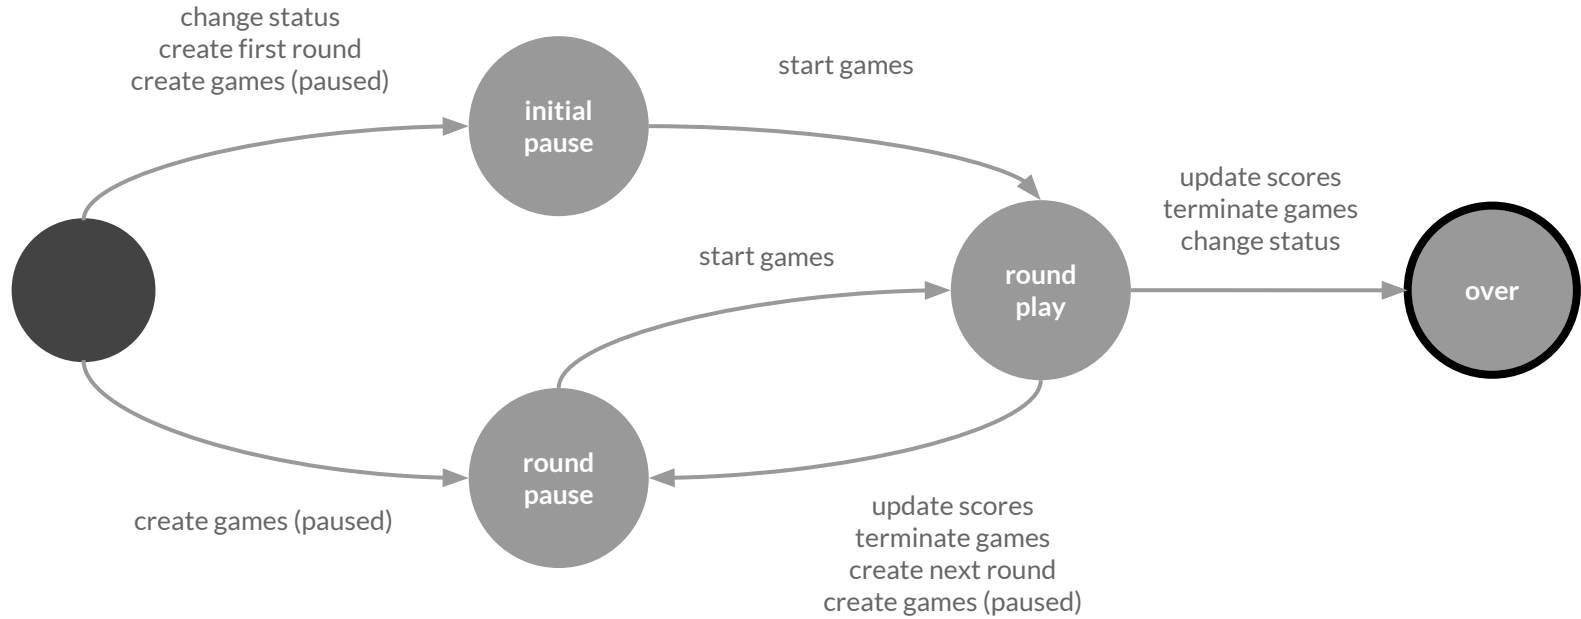 change status
create first round
create games (paused)
initial
pause
start games
update scores
terminate games
change status
start games
round
play
over
round
pause
create games (paused)
update scores
terminate games
create next round
create games (paused)